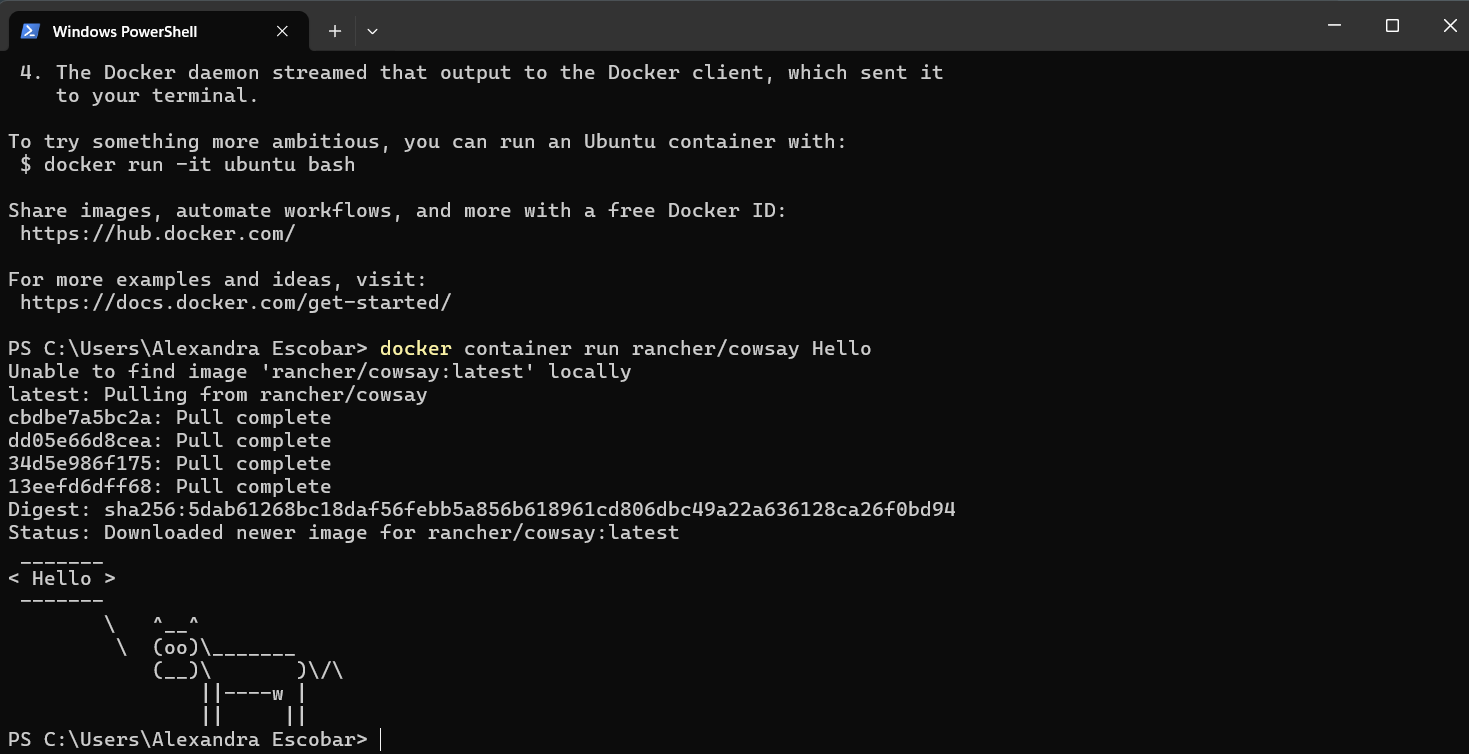 Windows PowerShell
 4. The Docker daemon streamed that output to the Docker client, which sent it
    to your terminal.

To try something more ambitious, you can run an Ubuntu container with:
 $ docker run -it ubuntu bash

Share images, automate workflows, and more with a free Docker ID:
 https://hub.docker.com/

For more examples and ideas, visit:
 https://docs.docker.com/get-started/

PS C:\Users\Alexandra Escobar> docker container run rancher/cowsay Hello
Unable to find image 'rancher/cowsay:latest' locally
latest: Pulling from rancher/cowsay
cbdbe7a5bc2a: Pull complete
dd05e66d8cea: Pull complete
34d5e986f175: Pull complete
13eefd6dff68: Pull complete
Digest: sha256:5dab61268bc18daf56febb5a856b618961cd806dbc49a22a636128ca26f0bd94
Status: Downloaded newer image for rancher/cowsay:latest
 _______
< Hello >
 -------
        \   ^__^
         \  (oo)\_______
            (__)\       )\/\
                ||----w |
                ||     ||
PS C:\Users\Alexandra Escobar>